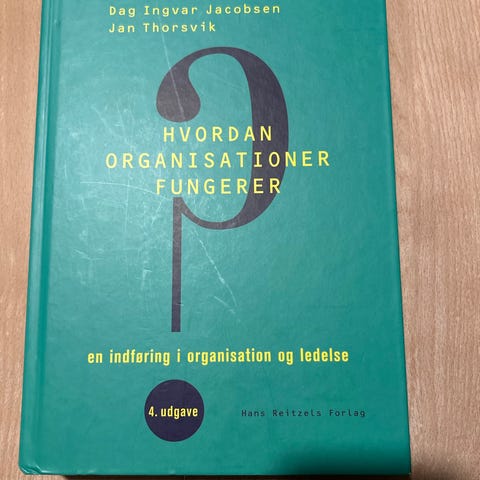 Dag Ingvar Jacobsen
Jan Thorsvik
HVORDAN
ORGANISATIONER
FUNGERER
en indføring i organisation og ledelse
4. udgave
Hans Reitzels Forlag